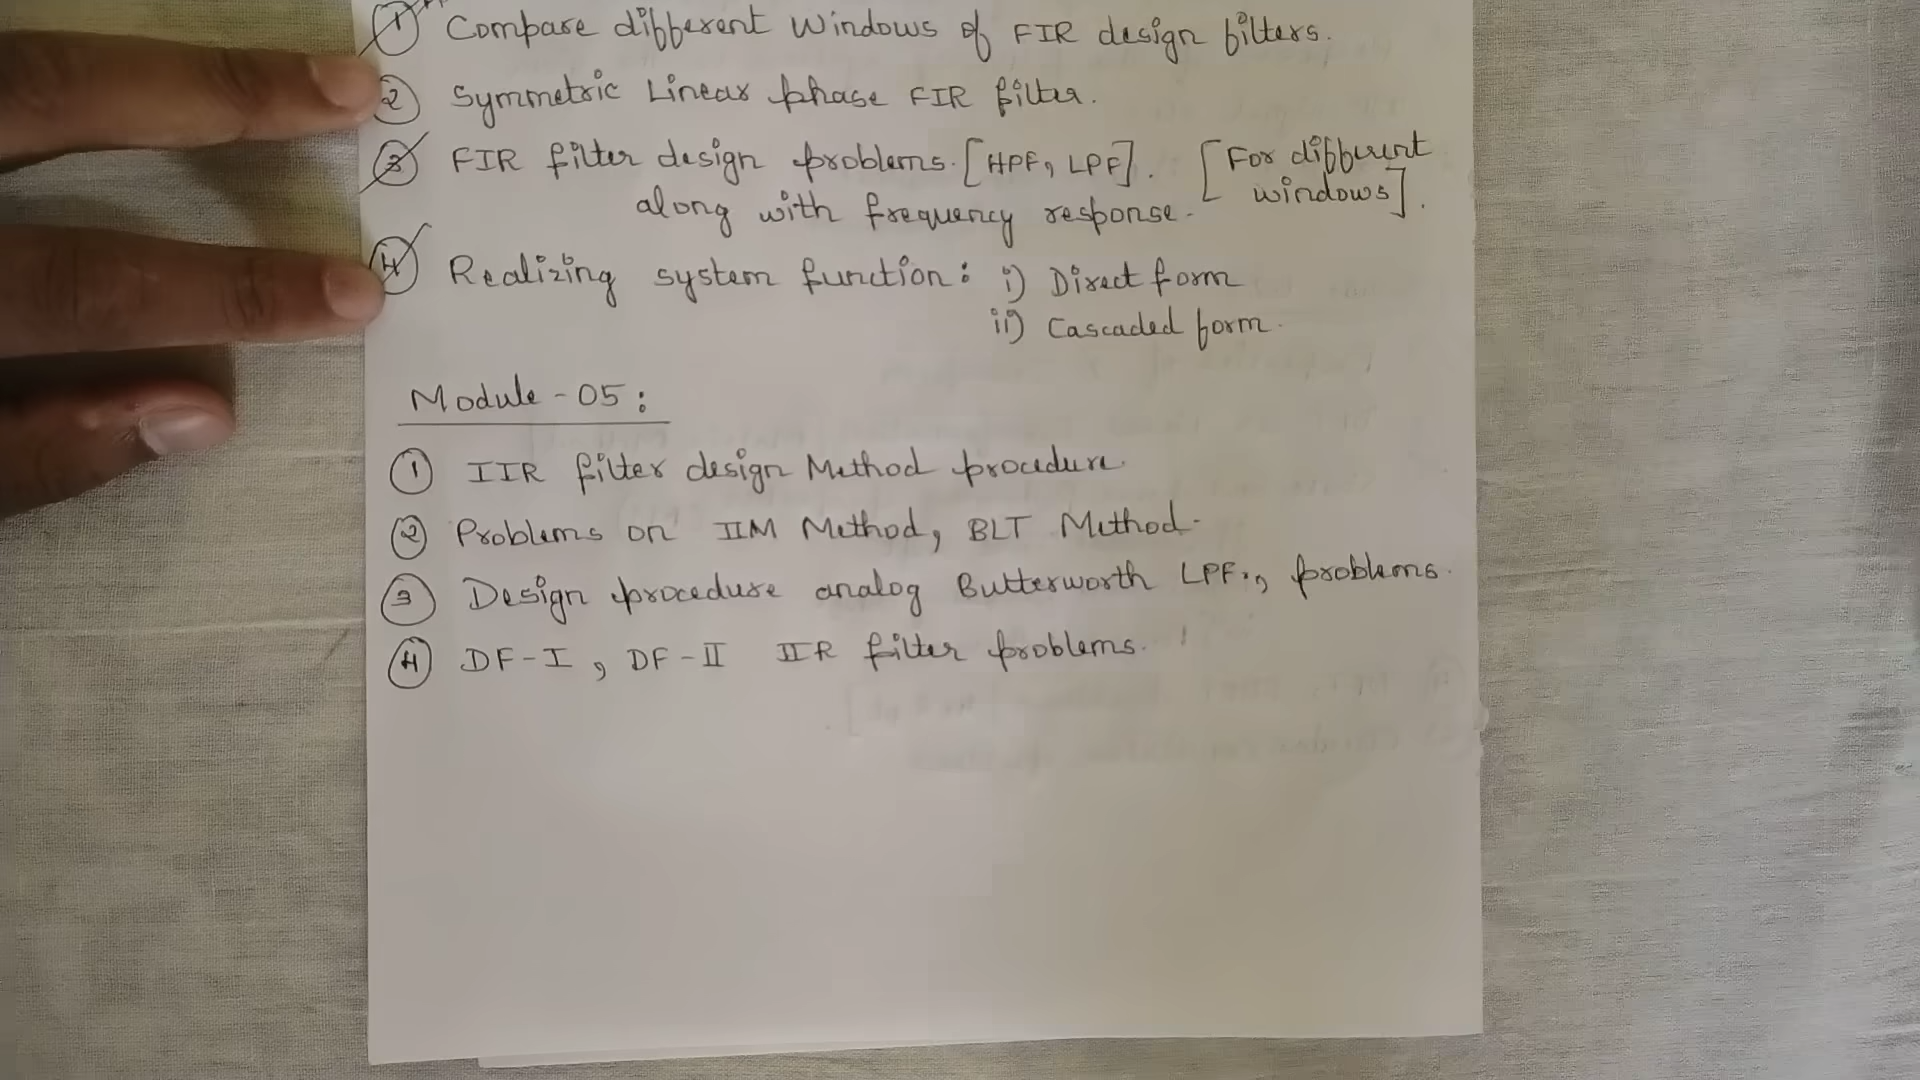 ① Compare different Windows of FIR design filters.
② Symmetric Linear phase FIR filter.
③ FIR filter design problems. [HPF, LPF]. [For different
along with frequency response. windows].
④ Realizing system function: i) Direct form
ii) Cascaded form.
Module - 05:
① IIR filter design Method procedure.
② Problems on IIM Method, BLT Method.
③ Design procedure analog Butterworth LPF., problems.
④ DF-I, DF-II IIR filter problems.